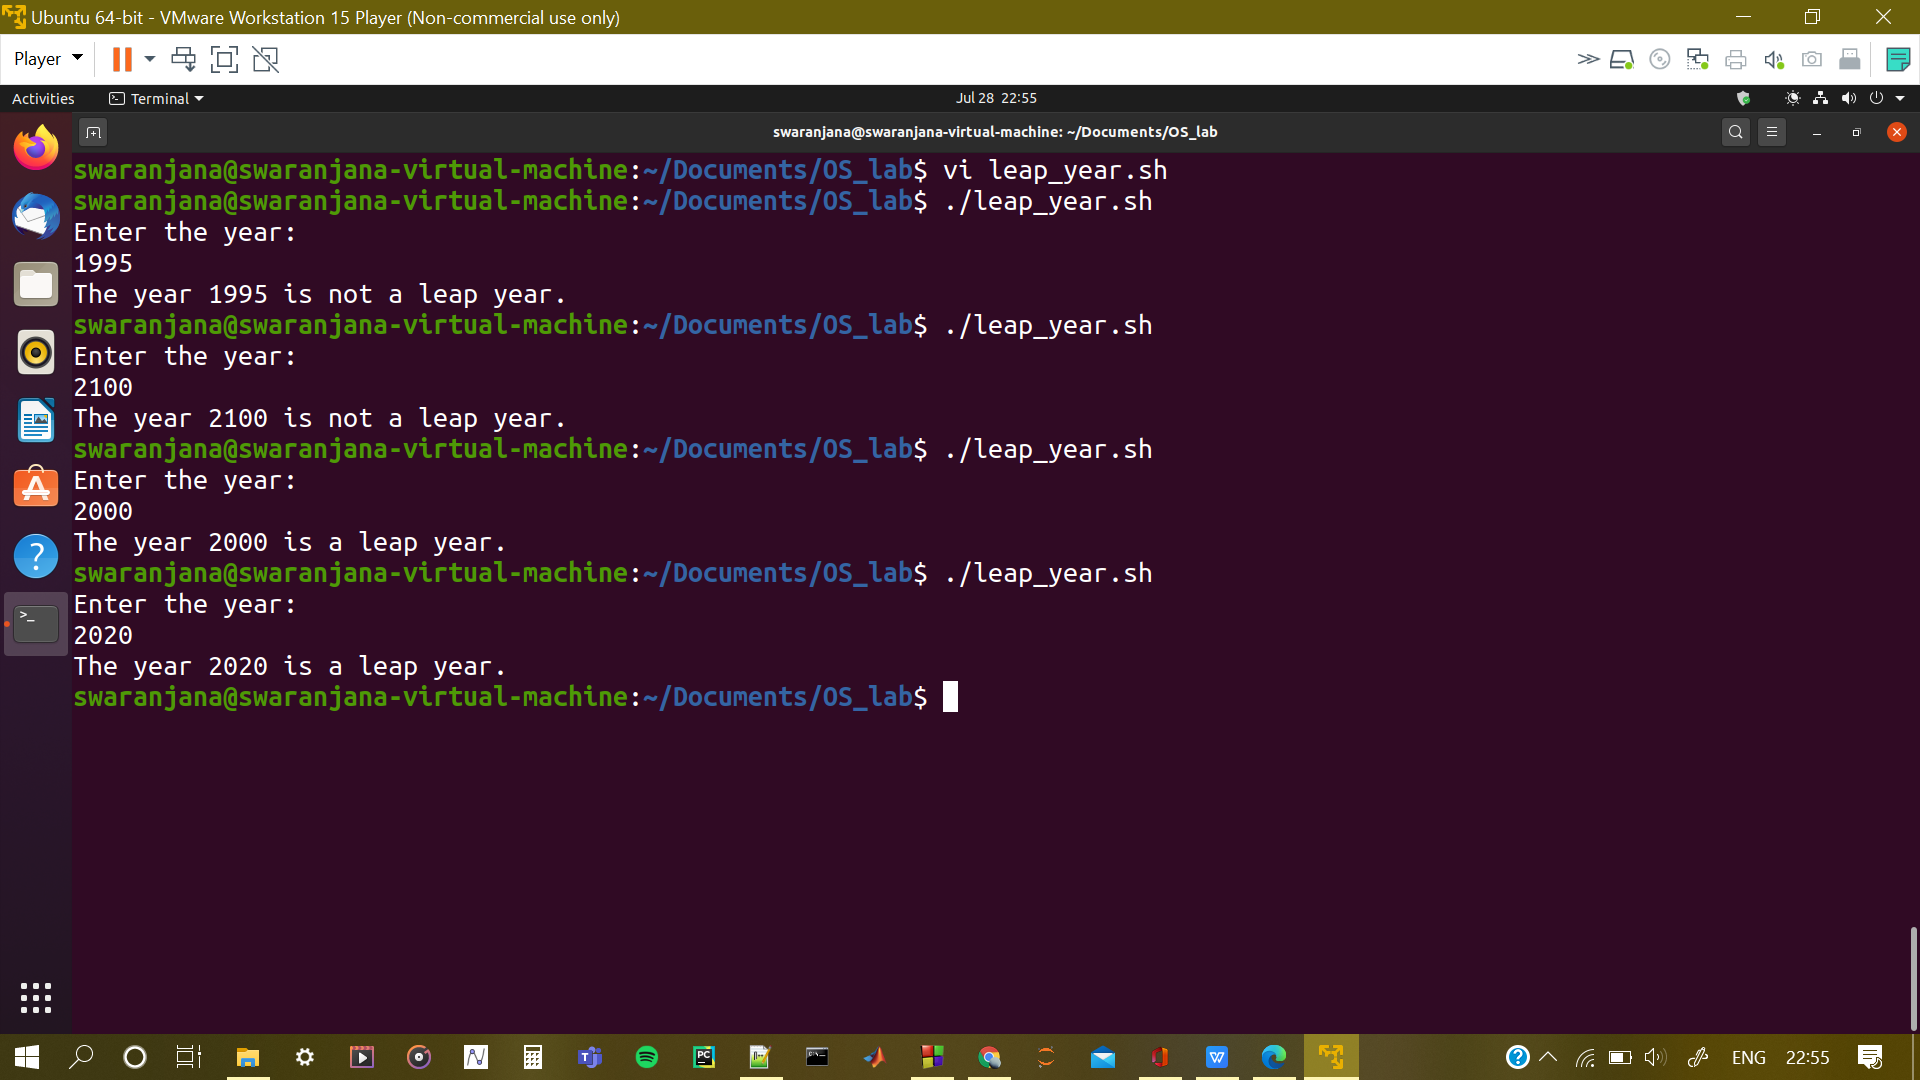 Ubuntu 64-bit - VMware Workstation 15 Player (Non-commercial use only)
Player
Activities
Terminal
Jul 28 22:55
swaranjana@swaranjana-virtual-machine: ~/Documents/OS_lab
swaranjana@swaranjana-virtual-machine:~/Documents/OS_lab$ vi leap_year.sh
swaranjana@swaranjana-virtual-machine:~/Documents/OS_lab$ ./leap_year.sh
Enter the year:
1995
The year 1995 is not a leap year.
swaranjana@swaranjana-virtual-machine:~/Documents/OS_lab$ ./leap_year.sh
Enter the year:
2100
The year 2100 is not a leap year.
swaranjana@swaranjana-virtual-machine:~/Documents/OS_lab$ ./leap_year.sh
Enter the year:
2000
The year 2000 is a leap year.
swaranjana@swaranjana-virtual-machine:~/Documents/OS_lab$ ./leap_year.sh
Enter the year:
2020
The year 2020 is a leap year.
swaranjana@swaranjana-virtual-machine:~/Documents/OS_lab$
ENG 22:55